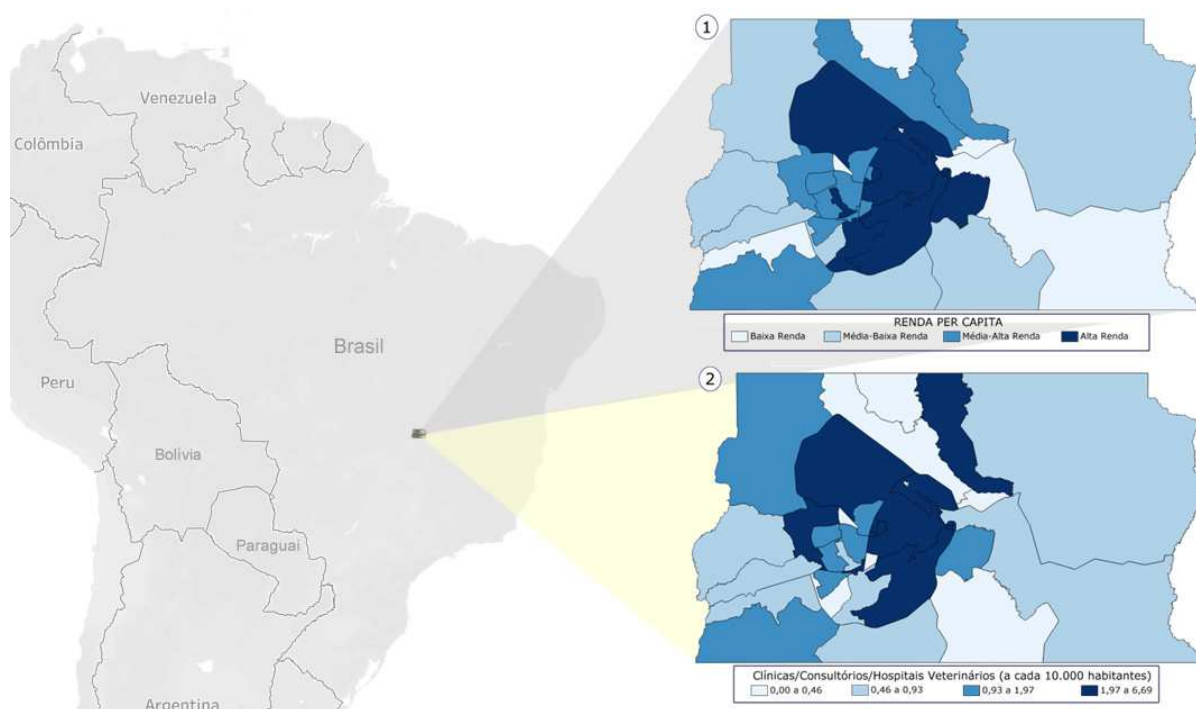 1
Venezuela
Colômbia
Brasil
Peru
Bolivia
Paraguai
Argentina
RENDA PER CAPITA
Baixa Renda
Média-Baixa Renda
Média-Alta Renda
Alta Renda
2
Clínicas/Consultórios/Hospitais Veterinários (a cada 10.000 habitantes)
0,00 a 0,46
0,46 a 0,93
0,93 a 1,97
1,97 a 6,69